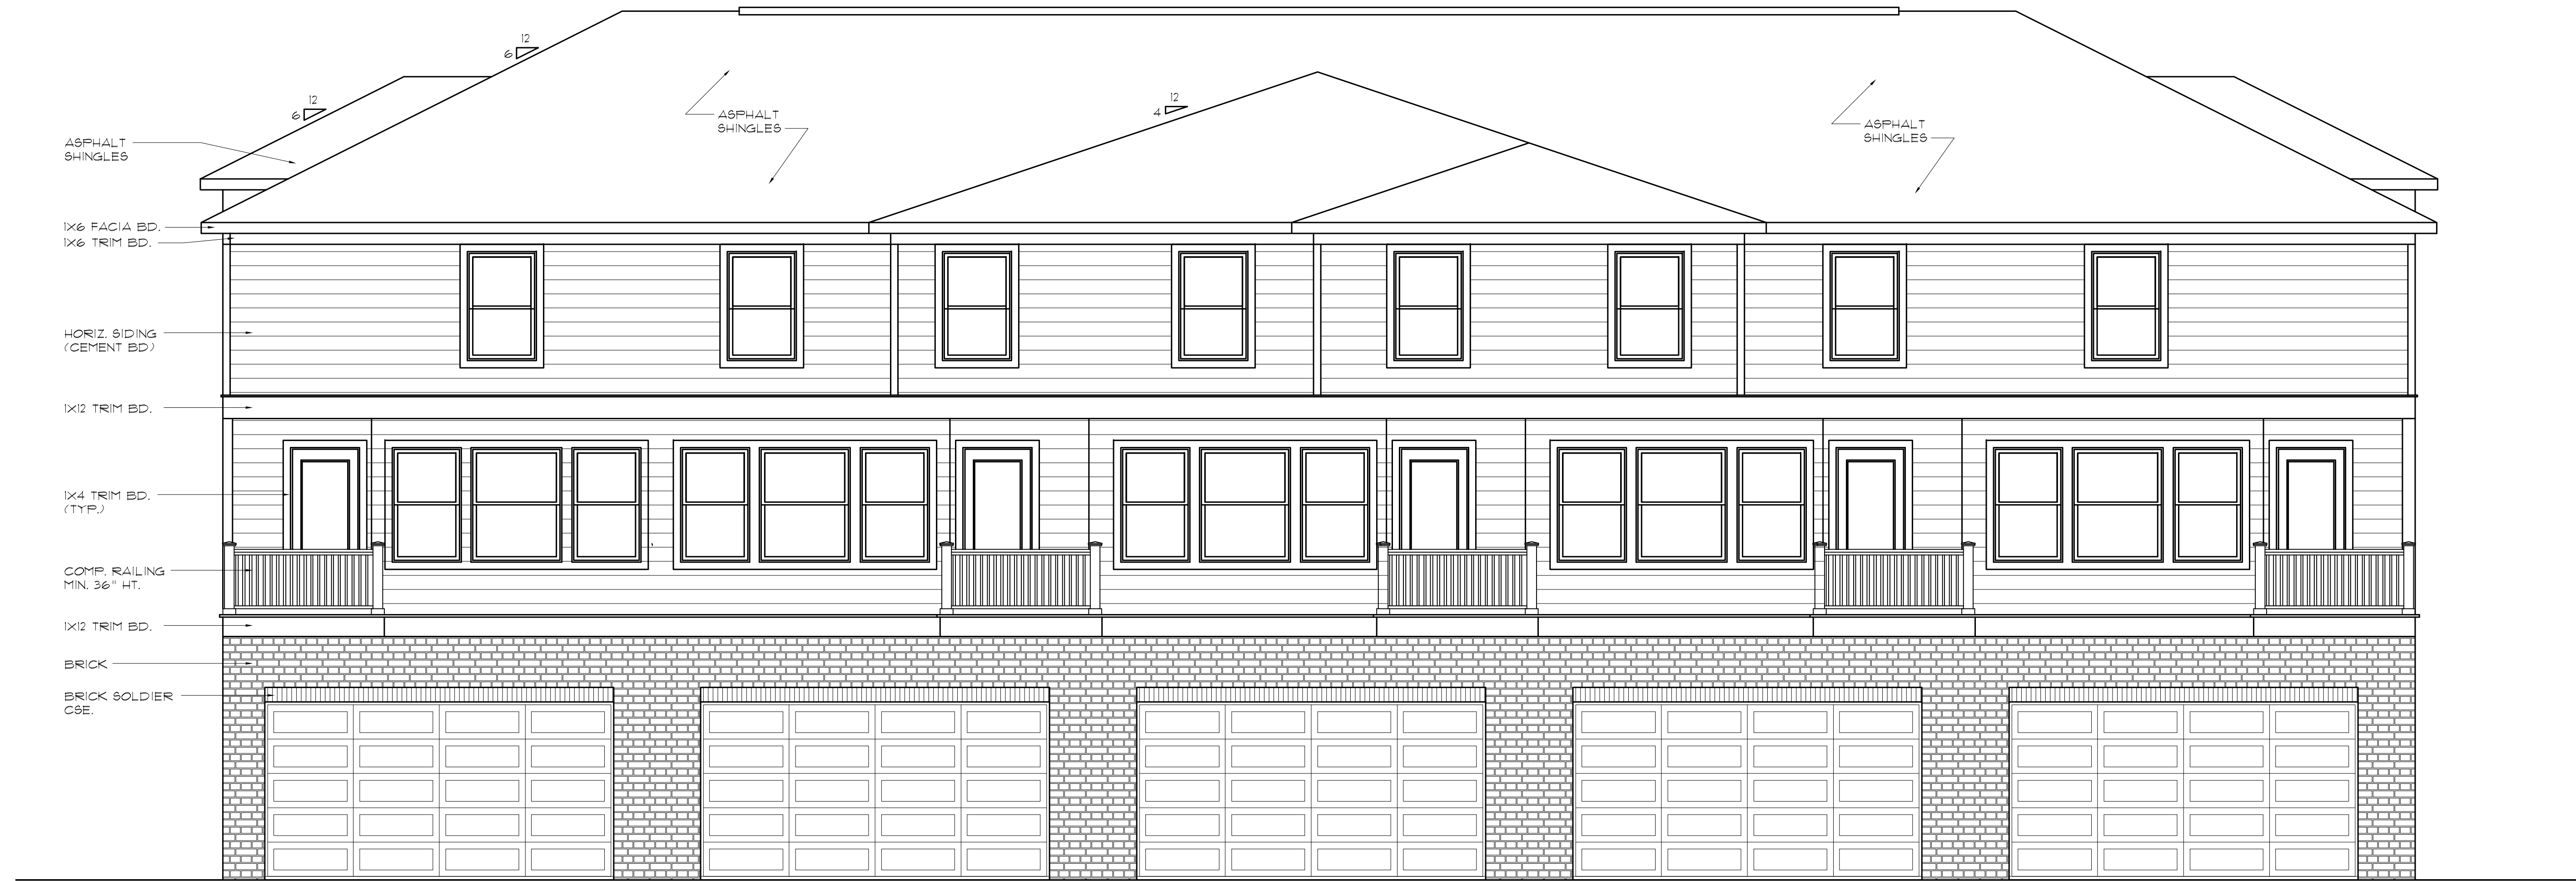 12
6
12
6
ASPHALT
SHINGLES
ASPHALT
SHINGLES
12
4
ASPHALT
SHINGLES
1X6 FACIA BD.
1X6 TRIM BD.
HORIZ. SIDING
(CEMENT BD)
1X12 TRIM BD.
1X4 TRIM BD.
(TYP.)
COMP. RAILING
MIN. 36" HT.
1X12 TRIM BD.
BRICK
BRICK SOLDIER
CSE.